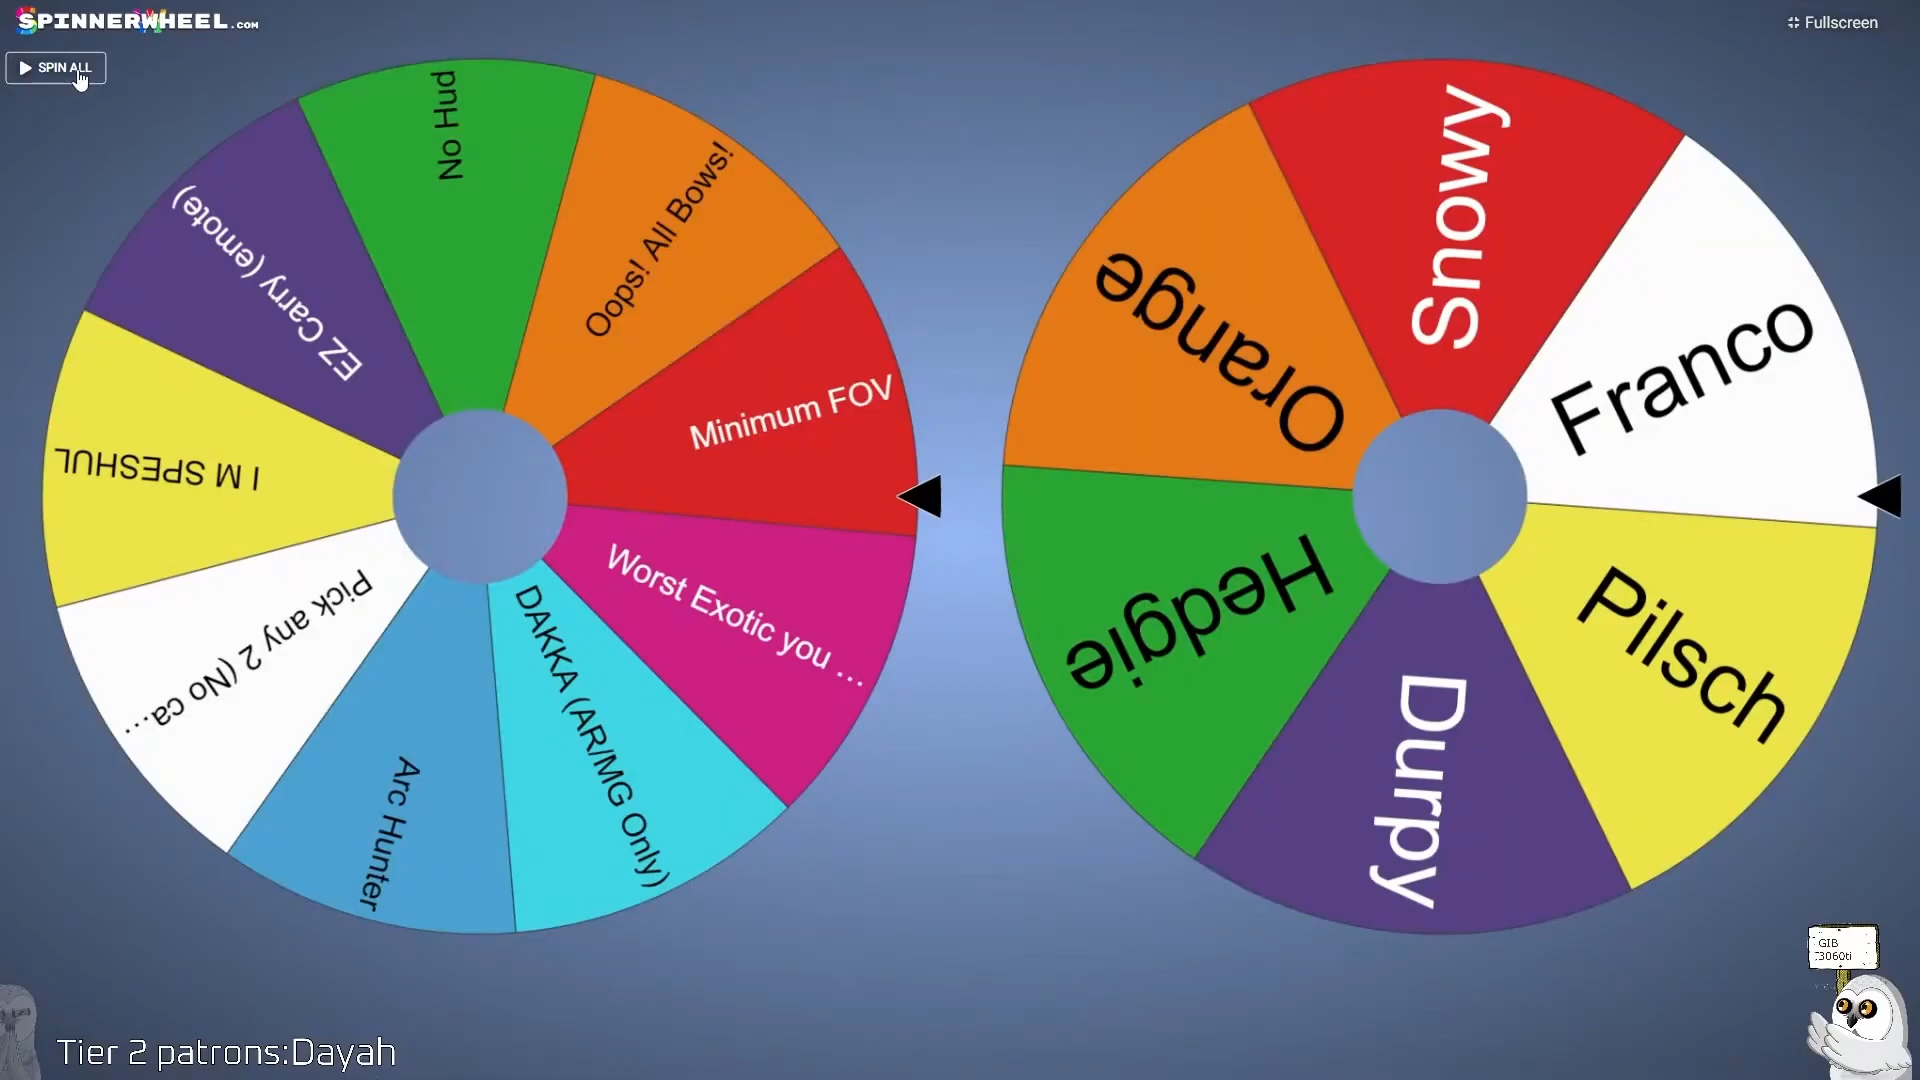 SPINNERWHEEL.COM
Fullscreen
SPIN ALL
No Hud
Oops! All Bows!
Minimum FOV
Worst Exotic you ...
DAKKA (AR/MG Only)
Arc Hunter
Pick any 2 (No ca...
I M SPESHUL
EZ Carry (emote)
Snowy
Franco
Pilsch
Durpy
Hedgie
Orange
GIB
3060ti
Tier 2 patrons:Dayah